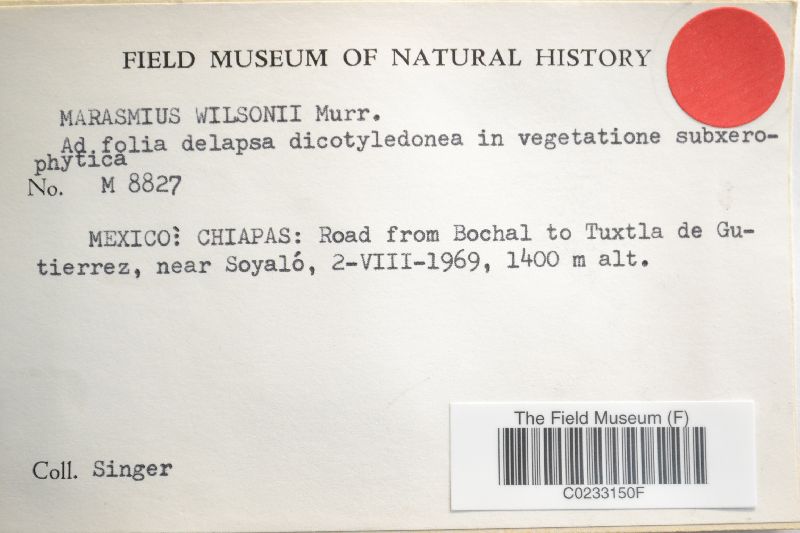 FIELD MUSEUM OF NATURAL HISTORY
MARASMIUS WILSONII Murr.
Ad folia delapsa dicotyledonea in vegetatione subxero-
phytica
No. M 8827
MEXICO: CHIAPAS: Road from Bochal to Tuxtla de Gu-
tierrez, near Soyaló, 2-VIII-1969, 1400 m alt.
Coll. Singer
The Field Museum (F)
C0233150F